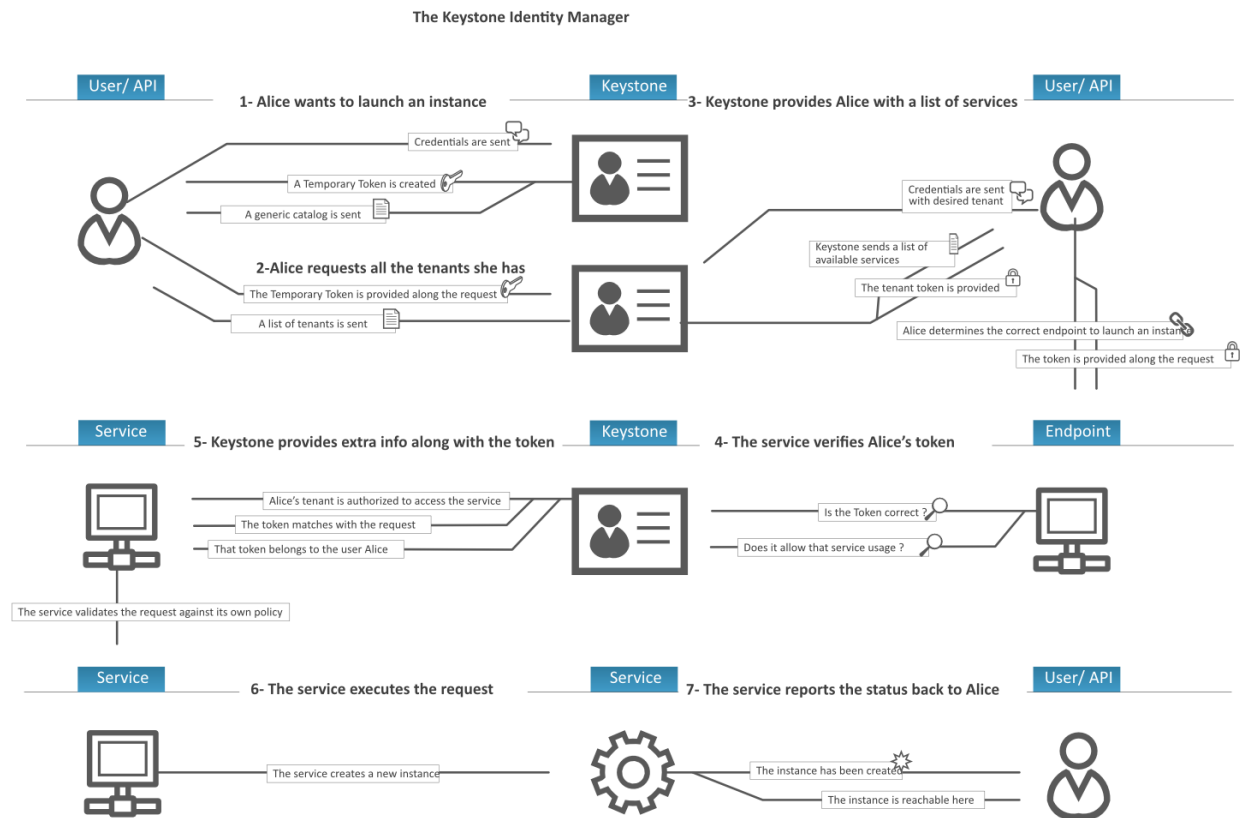 The Keystone Identity Manager
User/ API
1- Alice wants to launch an instance
Keystone
3- Keystone provides Alice with a list of services
User/ API
Credentials are sent
A Temporary Token is created
A generic catalog is sent
2-Alice requests all the tenants she has
The Temporary Token is provided along the request
A list of tenants is sent
Credentials are sent
with desired tenant
Keystone sends a list of
available services
The tenant token is provided
Alice determines the correct endpoint to launch an instance
The token is provided along the request
Service
5- Keystone provides extra info along with the token
Keystone
4- The service verifies Alice’s token
Endpoint
Alice’s tenant is authorized to access the service
The token matches with the request
That token belongs to the user Alice
Is the Token correct ?
Does it allow that service usage ?
The service validates the request against its own policy
Service
6- The service executes the request
Service
7- The service reports the status back to Alice
User/ API
The service creates a new instance
The instance has been created
The instance is reachable here